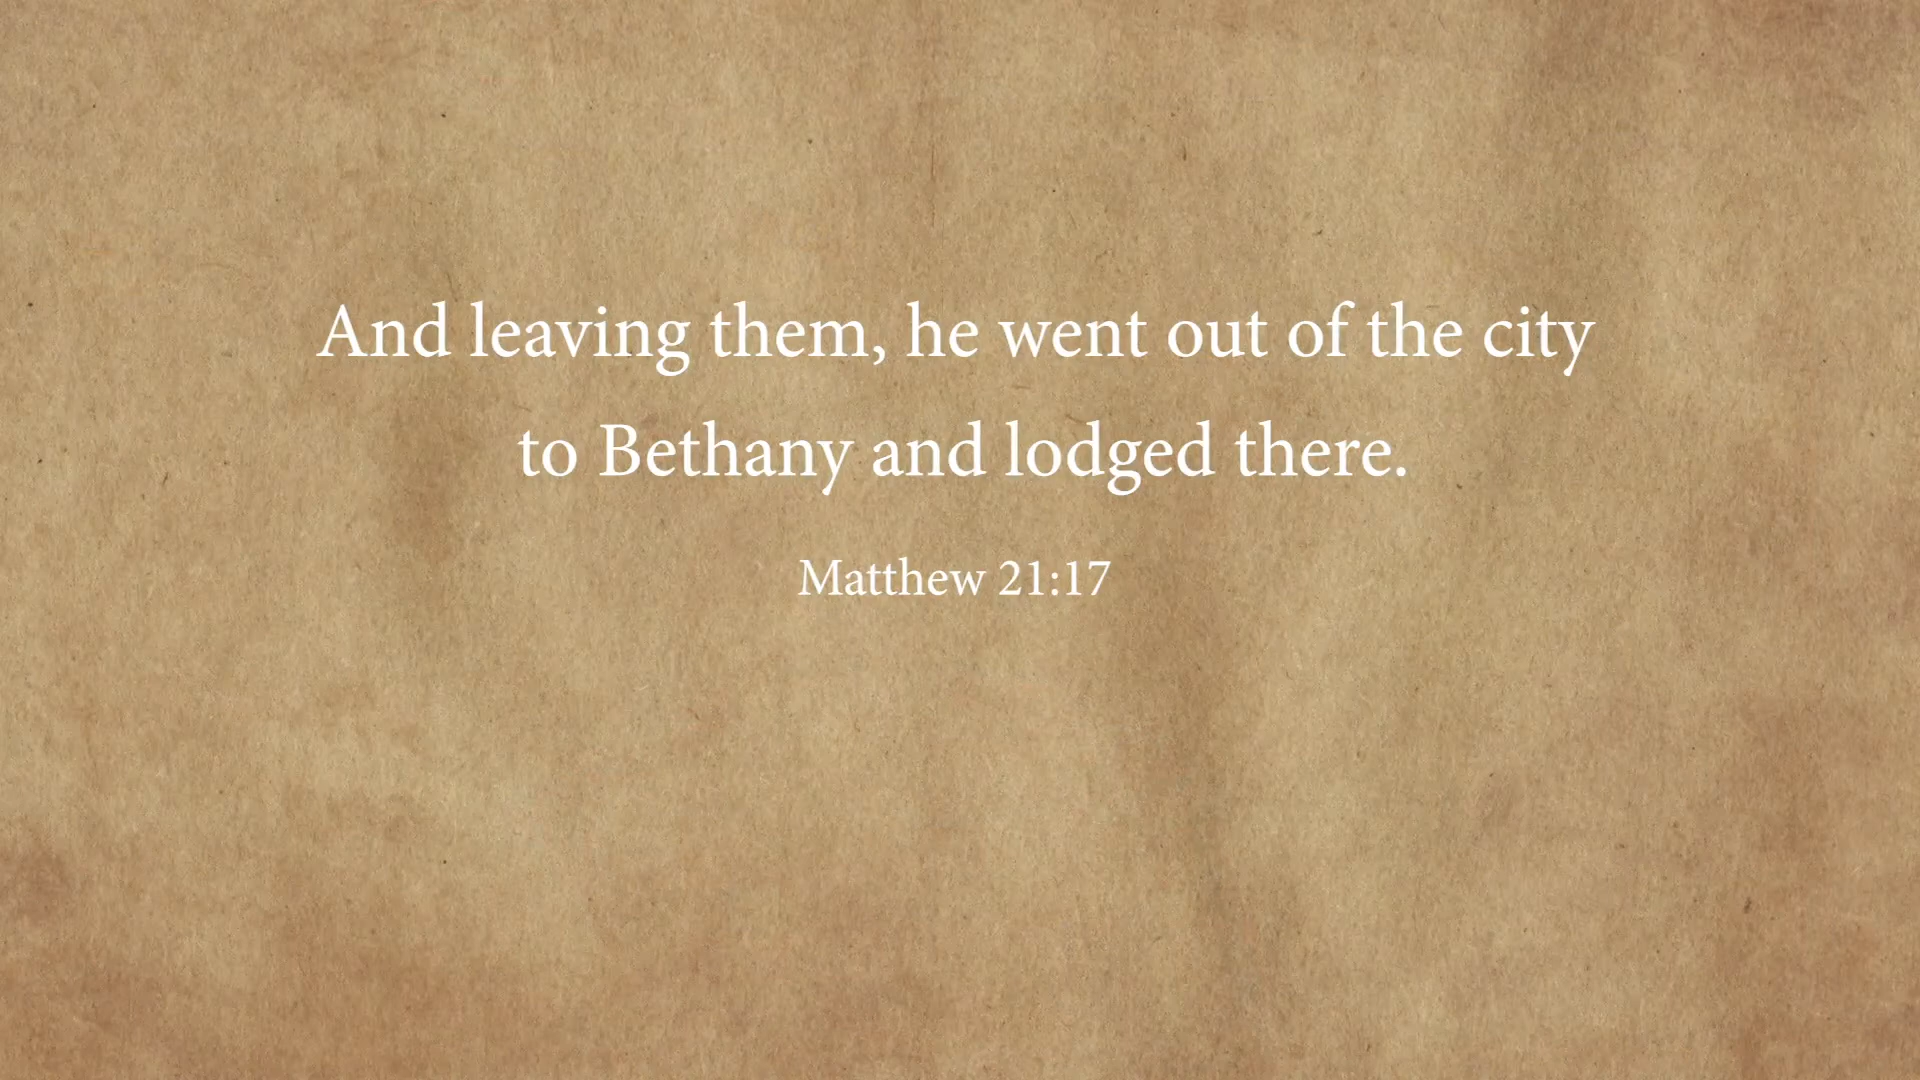 And leaving them, he went out of the city
to Bethany and lodged there.
Matthew 21:17